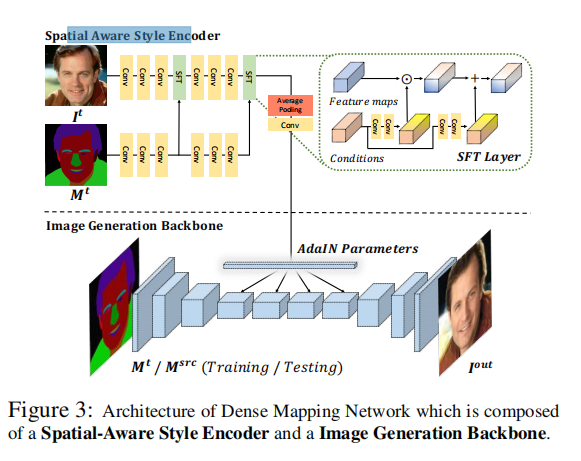 Spatial Aware Style Encoder
Conv Conv Conv SFT Conv Conv Conv SFT
I^t
Conv Conv Conv Conv Conv Conv
M^t
Average Pooling
Conv
Feature maps
Conv Conv Conv Conv
Conditions
SFT Layer
Image Generation Backbone
AdaIN Parameters
M^t / M^src (Training / Testing)
I^out
Figure 3: Architecture of Dense Mapping Network which is composed
of a Spatial-Aware Style Encoder and a Image Generation Backbone.